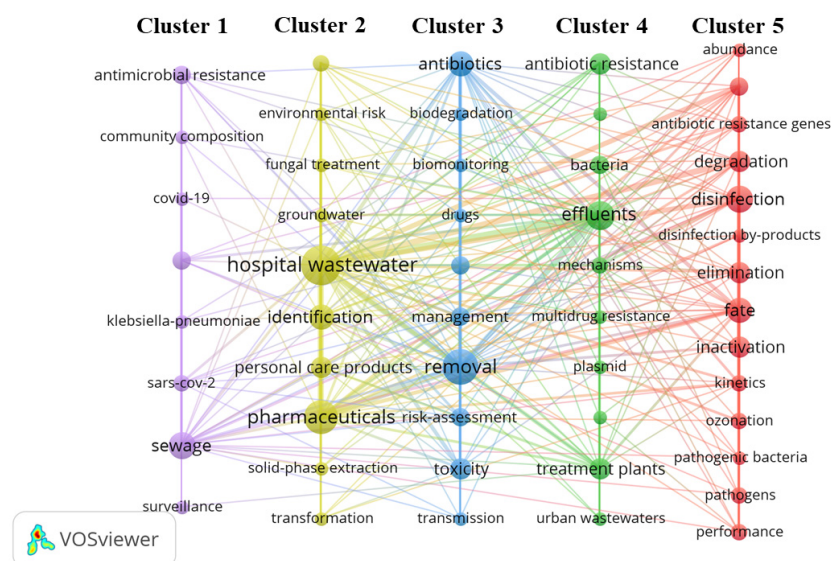 Cluster 1
Cluster 2
Cluster 3
Cluster 4
Cluster 5
antimicrobial resistance
community composition
covid-19
klebsiella-pneumoniae
sars-cov-2
sewage
surveillance
environmental risk
fungal treatment
groundwater
hospital wastewater
identification
personal care products
pharmaceuticals
solid-phase extraction
transformation
antibiotics
biodegradation
biomonitoring
drugs
management
removal
risk-assessment
toxicity
transmission
antibiotic resistance
bacteria
effluents
mechanisms
multidrug resistance
plasmid
treatment plants
urban wastewaters
abundance
antibiotic resistance genes
degradation
disinfection
disinfection by-products
elimination
fate
inactivation
kinetics
ozonation
pathogenic bacteria
pathogens
performance
VOSviewer